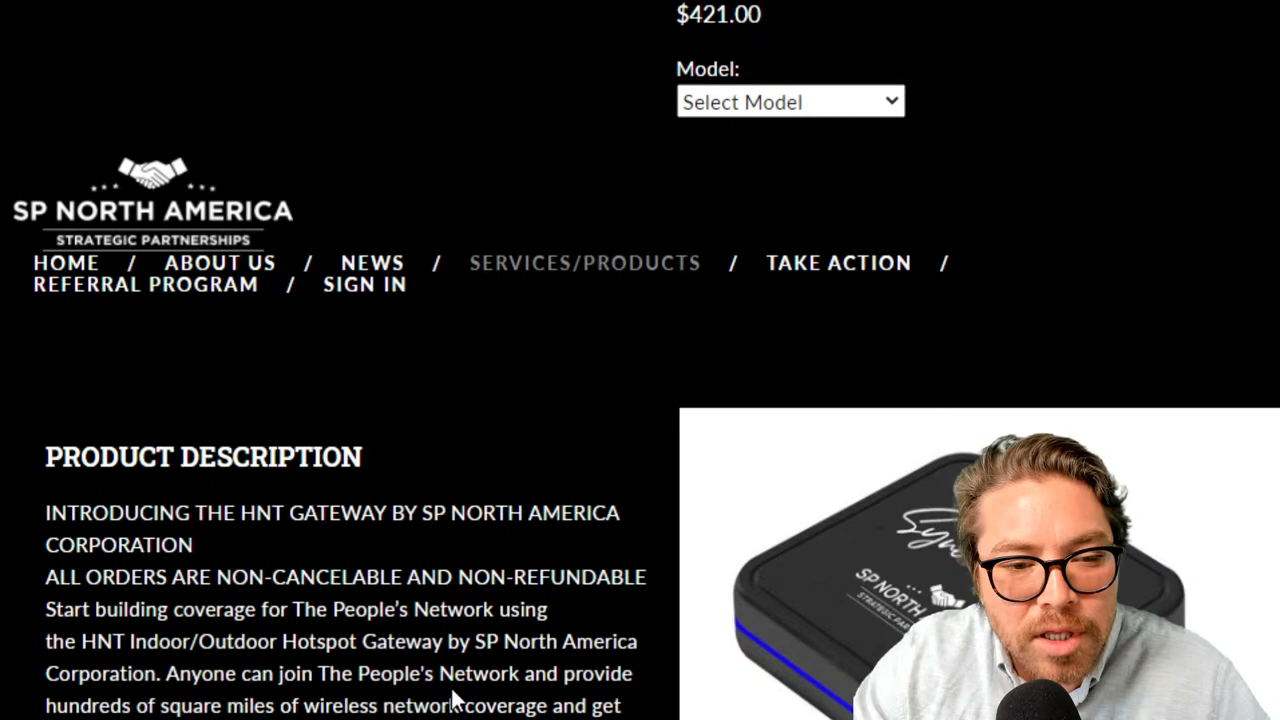 $421.00
Model:
Select Model
SP NORTH AMERICA
STRATEGIC PARTNERSHIPS
HOME / ABOUT US / NEWS / SERVICES/PRODUCTS / TAKE ACTION /
REFERRAL PROGRAM / SIGN IN
PRODUCT DESCRIPTION
INTRODUCING THE HNT GATEWAY BY SP NORTH AMERICA
CORPORATION
ALL ORDERS ARE NON-CANCELABLE AND NON-REFUNDABLE
Start building coverage for The People's Network using
the HNT Indoor/Outdoor Hotspot Gateway by SP North America
Corporation. Anyone can join The People's Network and provide
hundreds of square miles of wireless network coverage and get
SP NORTH